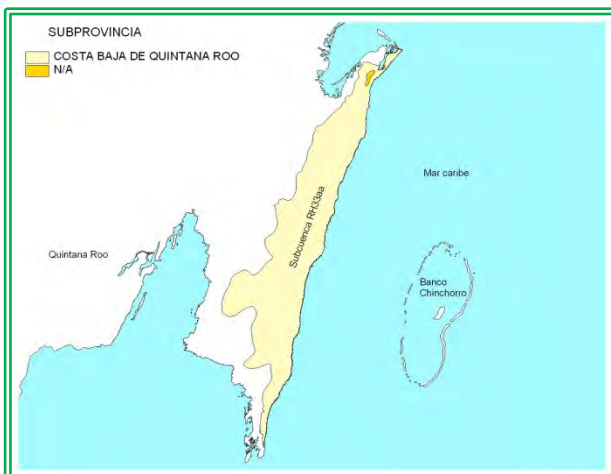 SUBPROVINCIA
COSTA BAJA DE QUINTANA ROO
N/A
Mar caribe
Subcuenca RH33aa
Quintana Roo
Banco
Chinchorro